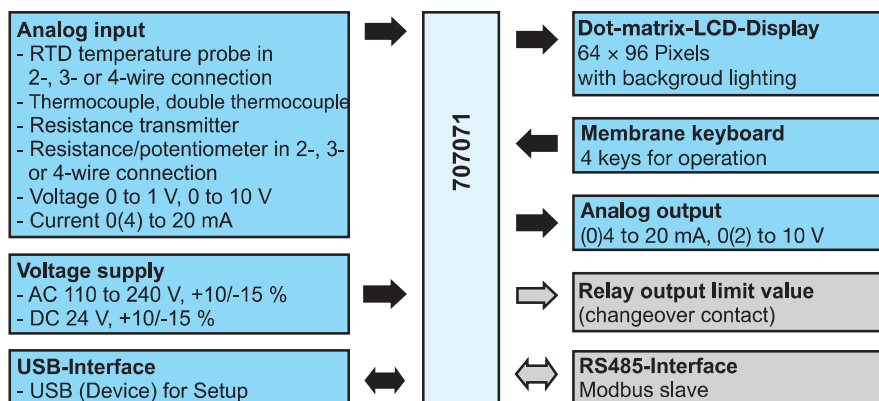 Analog input
- RTD temperature probe in
2-, 3- or 4-wire connection
- Thermocouple, double thermocouple
- Resistance transmitter
- Resistance/potentiometer in 2-, 3-
or 4-wire connection
- Voltage 0 to 1 V, 0 to 10 V
- Current 0(4) to 20 mA
Voltage supply
- AC 110 to 240 V, +10/-15 %
- DC 24 V, +10/-15 %
USB-Interface
- USB (Device) for Setup
707071
Dot-matrix-LCD-Display
64 × 96 Pixels
with backgroud lighting
Membrane keyboard
4 keys for operation
Analog output
(0)4 to 20 mA, 0(2) to 10 V
Relay output limit value
(changeover contact)
RS485-Interface
Modbus slave